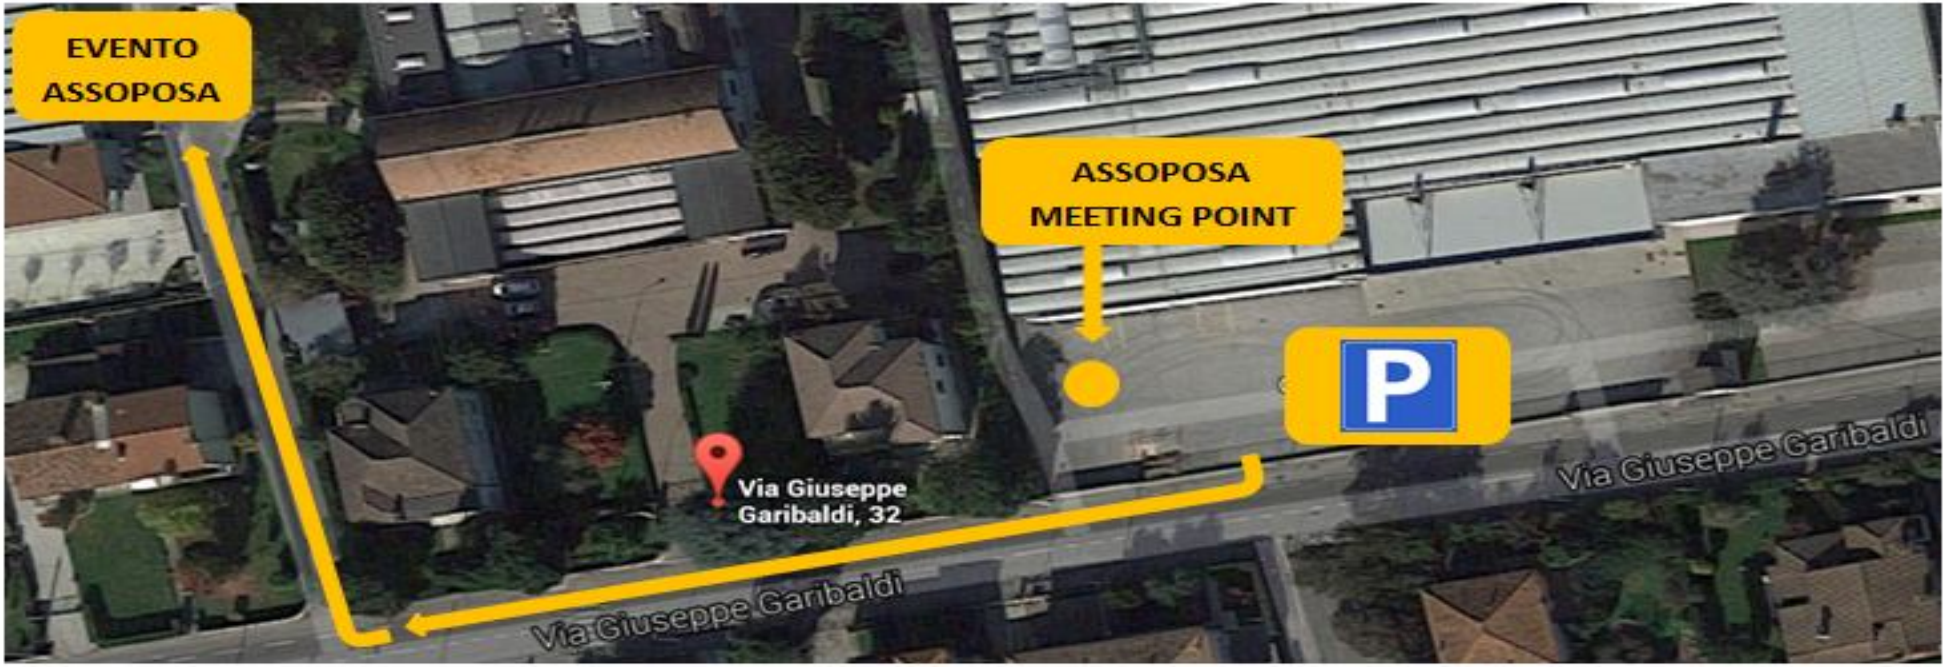 EVENTO
ASSOPOSA
ASSOPOSA
MEETING POINT
P
Via Giuseppe Garibaldi
Via Giuseppe
Garibaldi, 32
Via Giuseppe Garibaldi